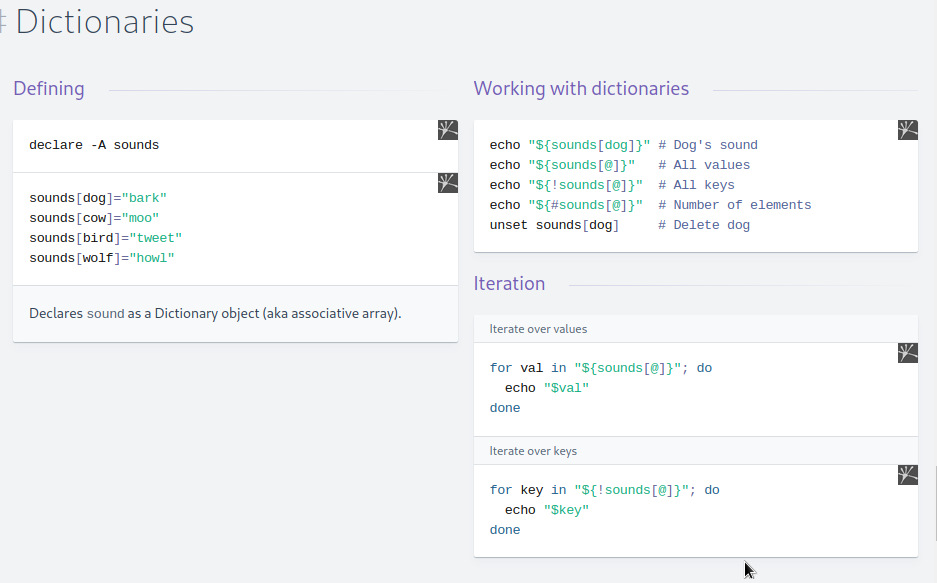 # Dictionaries
Defining
declare -A sounds
sounds[dog]="bark"
sounds[cow]="moo"
sounds[bird]="tweet"
sounds[wolf]="howl"
Declares sound as a Dictionary object (aka associative array).
Working with dictionaries
echo "${sounds[dog]}" # Dog's sound
echo "${sounds[@]}"   # All values
echo "${!sounds[@]}"  # All keys
echo "${#sounds[@]}"  # Number of elements
unset sounds[dog]     # Delete dog
Iteration
Iterate over values
for val in "${sounds[@]}"; do
  echo "$val"
done
Iterate over keys
for key in "${!sounds[@]}"; do
  echo "$key"
done